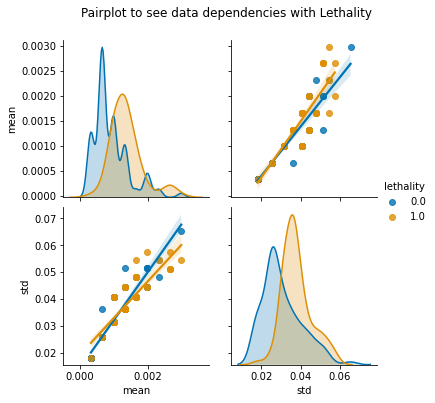 Pairplot to see data dependencies with Lethality
0.0030
0.0025
0.0020
0.0015
0.0010
0.0005
0.0000
mean
lethality
0.0
1.0
0.07
0.06
0.05
0.04
0.03
0.02
std
0.000 0.002
mean
0.02 0.04 0.06
std